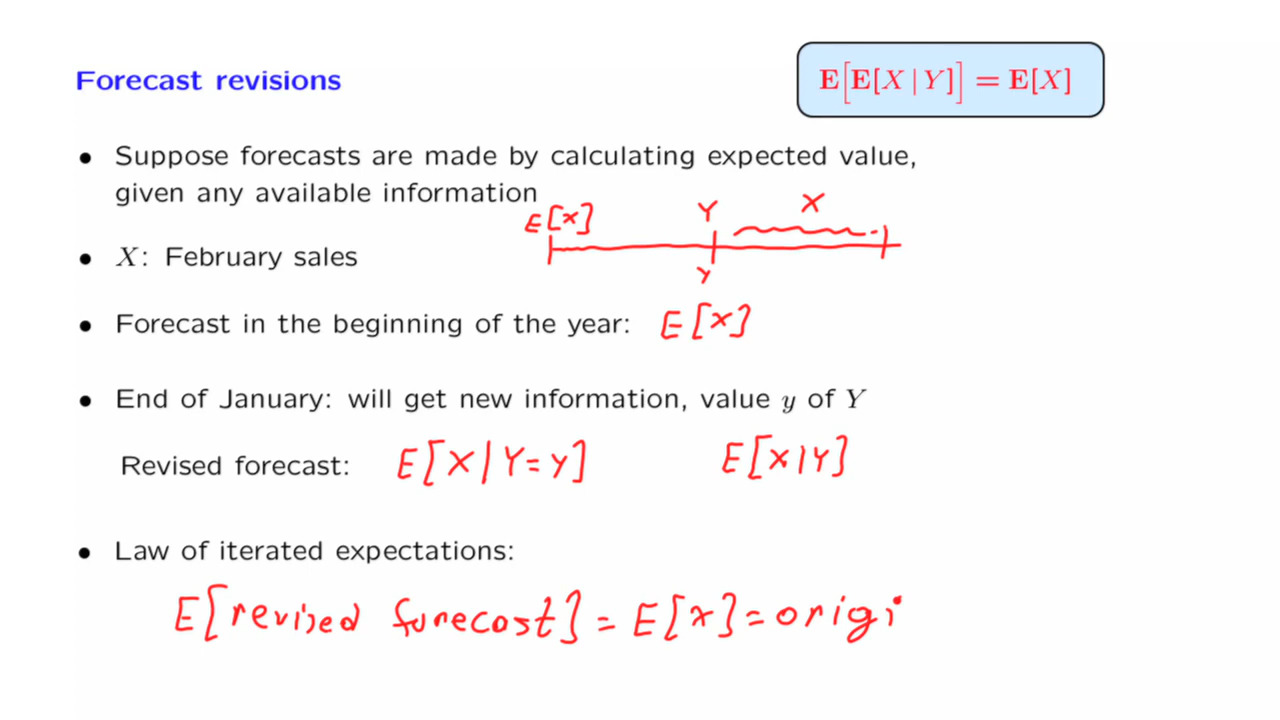 Forecast revisions
E[E[X | Y]] = E[X]
• Suppose forecasts are made by calculating expected value,
given any available information
E[X] Y X
y
• X: February sales
• Forecast in the beginning of the year: E[X]
• End of January: will get new information, value y of Y
Revised forecast: E[X|Y=y] E[X|Y]
• Law of iterated expectations:
E[revised forecast] = E[X] = origi